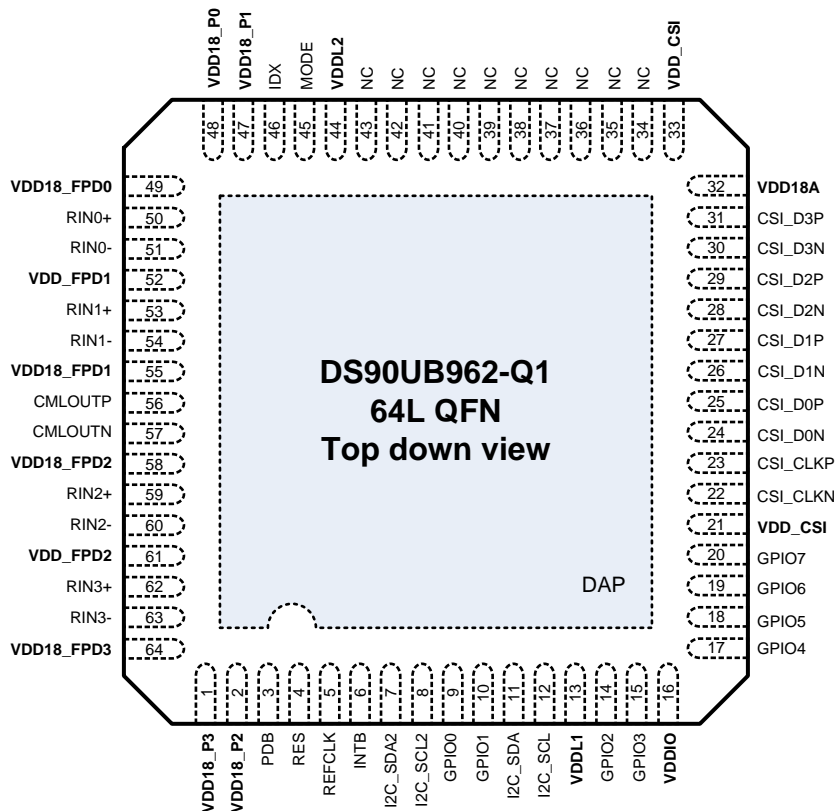 VDD18_P0
VDD18_P1
IDX
MODE
VDDL2
NC
NC
NC
NC
NC
NC
NC
NC
NC
NC
VDD_CSI
48
47
46
45
44
43
42
41
40
39
38
37
36
35
34
33
VDD18_FPD0 49
RIN0+ 50
RIN0- 51
VDD_FPD1 52
RIN1+ 53
RIN1- 54
VDD18_FPD1 55
CMLOUTP 56
CMLOUTN 57
VDD18_FPD2 58
RIN2+ 59
RIN2- 60
VDD_FPD2 61
RIN3+ 62
RIN3- 63
VDD18_FPD3 64
DS90UB962-Q1
64L QFN
Top down view
DAP
32 VDD18A
31 CSI_D3P
30 CSI_D3N
29 CSI_D2P
28 CSI_D2N
27 CSI_D1P
26 CSI_D1N
25 CSI_D0P
24 CSI_D0N
23 CSI_CLKP
22 CSI_CLKN
21 VDD_CSI
20 GPIO7
19 GPIO6
18 GPIO5
17 GPIO4
1
2
3
4
5
6
7
8
9
10
11
12
13
14
15
16
VDD18_P3
VDD18_P2
PDB
RES
REFCLK
INTB
I2C_SDA2
I2C_SCL2
GPIO0
GPIO1
I2C_SDA
I2C_SCL
VDDL1
GPIO2
GPIO3
VDDIO